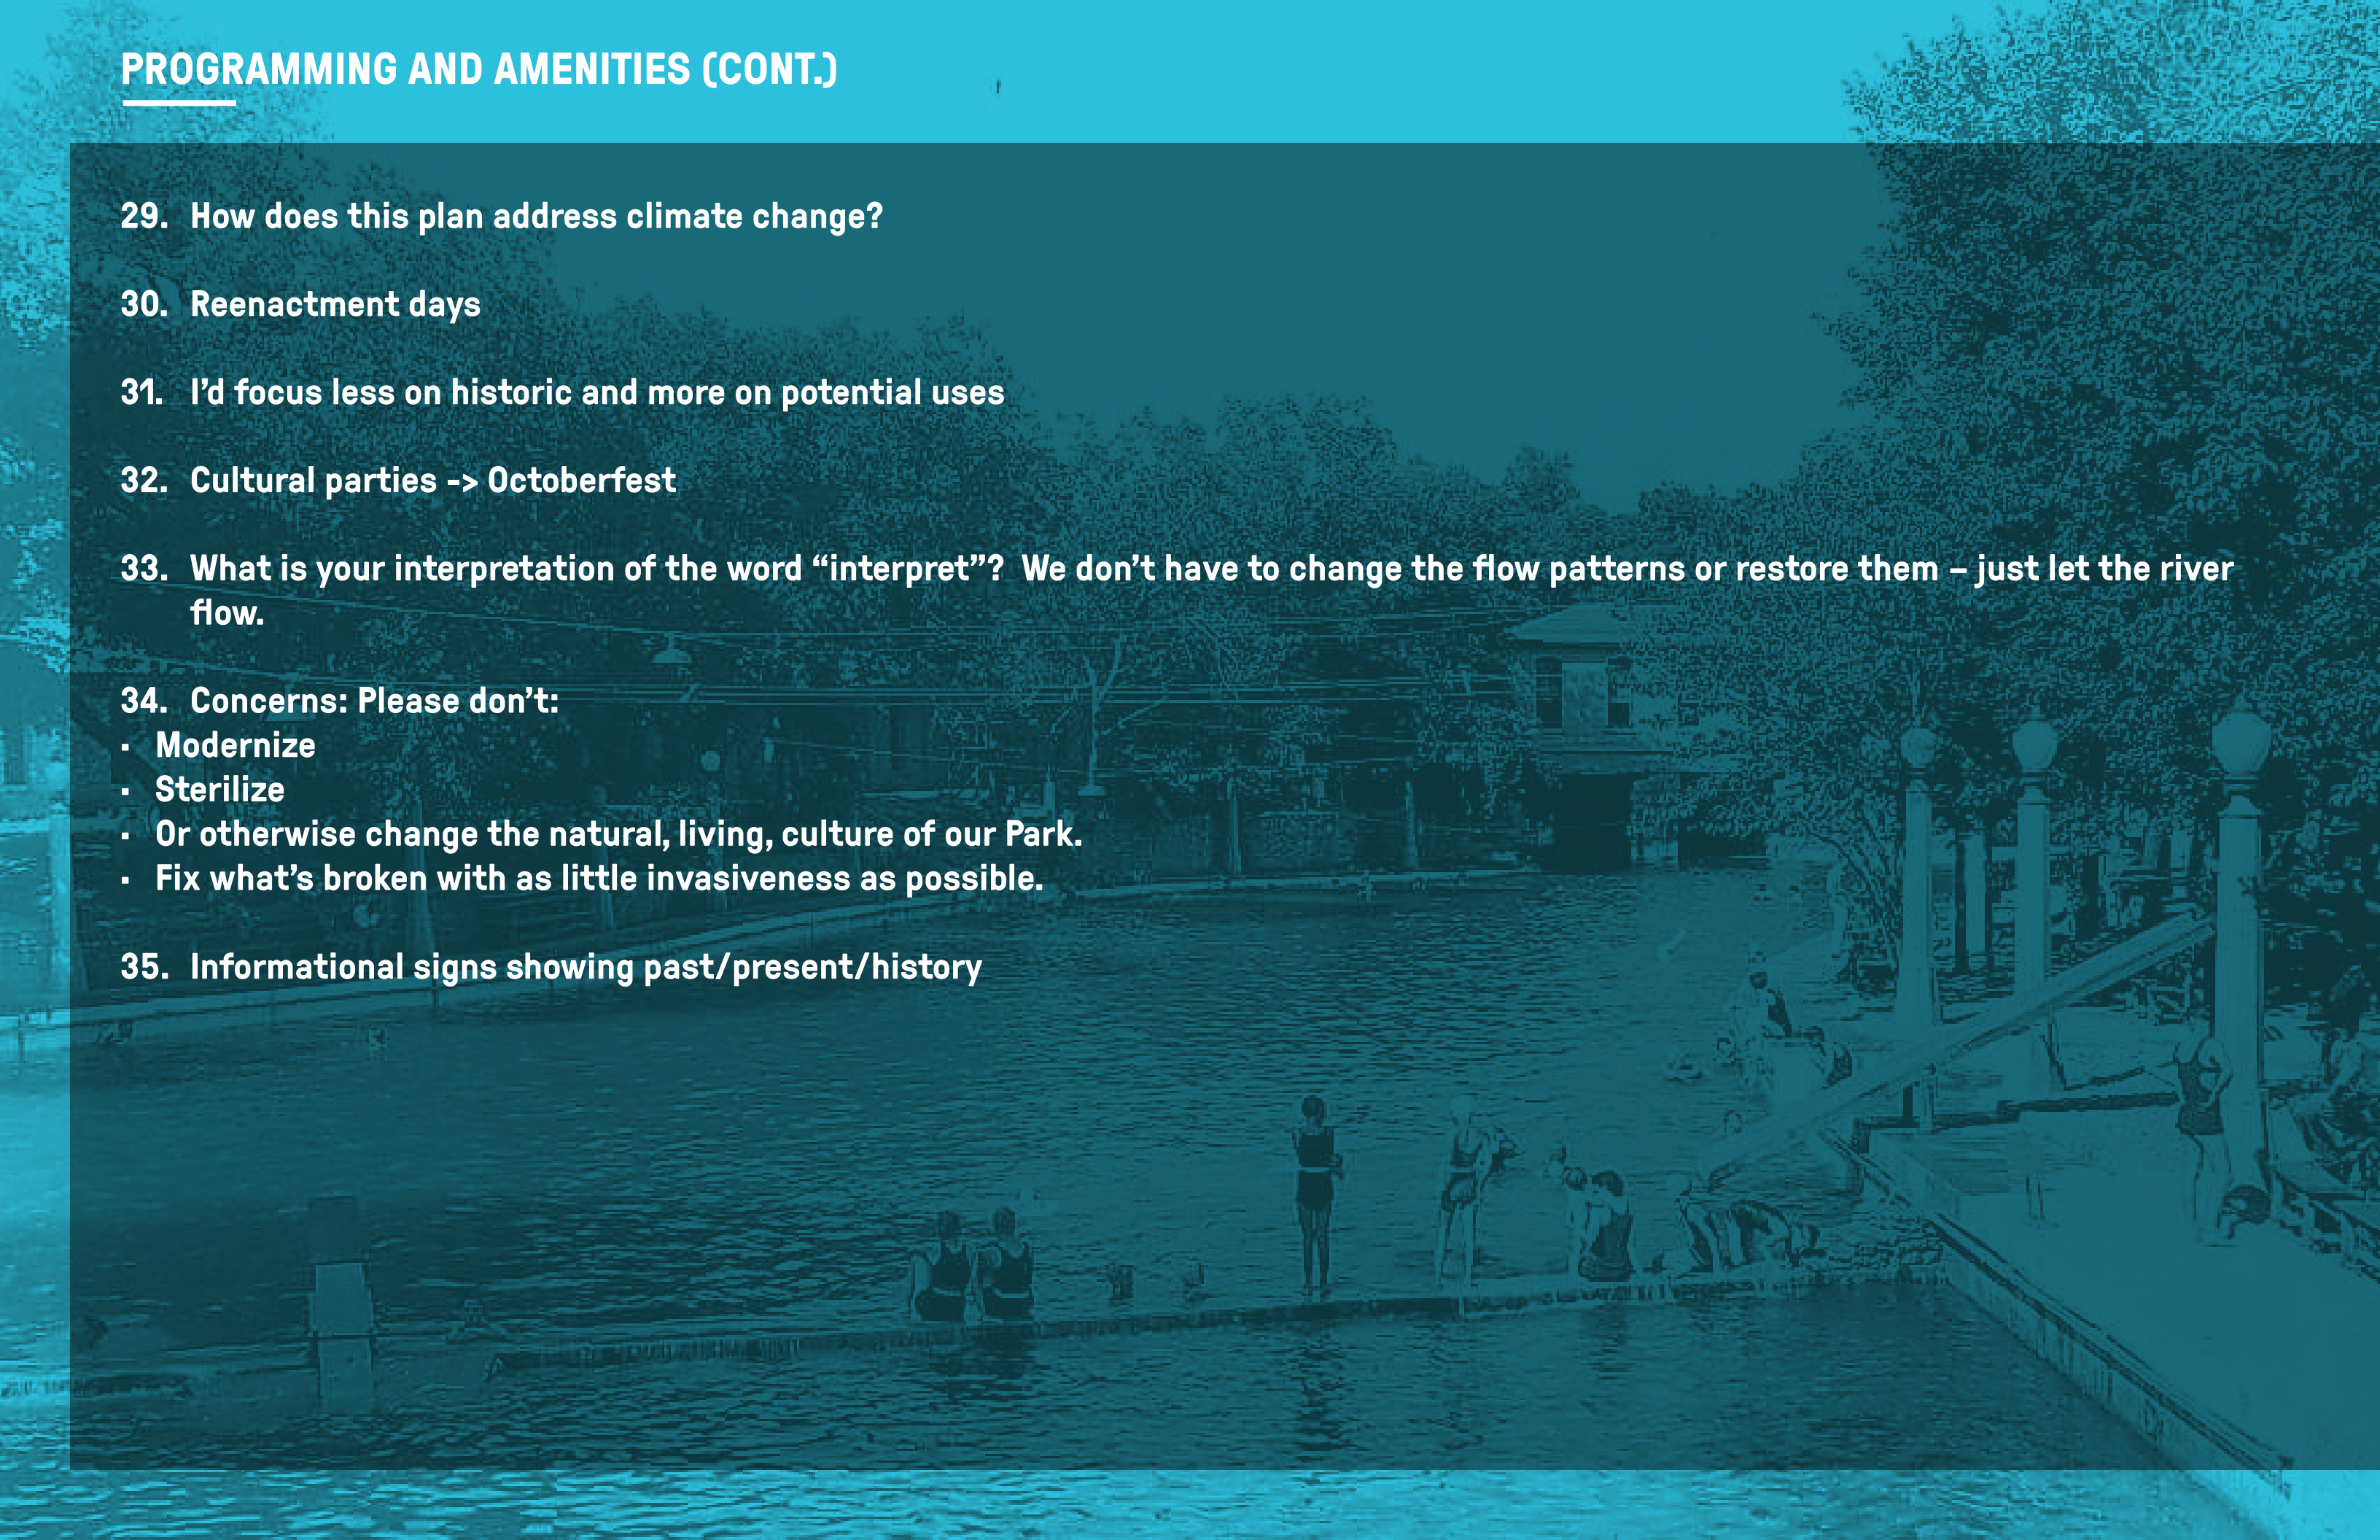 PROGRAMMING AND AMENITIES (CONT.)
29. How does this plan address climate change?
30. Reenactment days
31. I’d focus less on historic and more on potential uses
32. Cultural parties -> Octoberfest
33. What is your interpretation of the word “interpret”?  We don’t have to change the flow patterns or restore them – just let the river
flow.
34. Concerns: Please don’t:
▪ Modernize
▪ Sterilize
▪ Or otherwise change the natural, living, culture of our Park.
▪ Fix what’s broken with as little invasiveness as possible.
35. Informational signs showing past/present/history